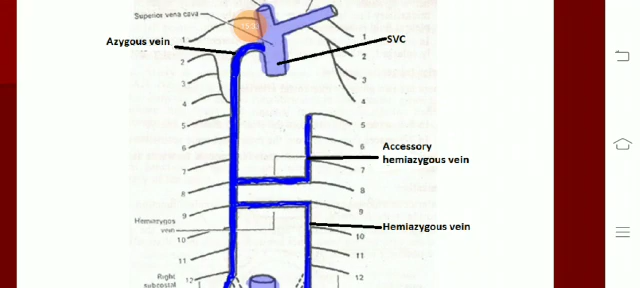 Superior vena cava
Azygous vein
SVC
1
2
3
4
5
6
7
8
9
10
11
12
1
2
3
4
5
6
7
8
9
10
11
12
Accessory
hemiazygous vein
Hemiazygos
vein
Hemiazygous vein
Right
subcostal